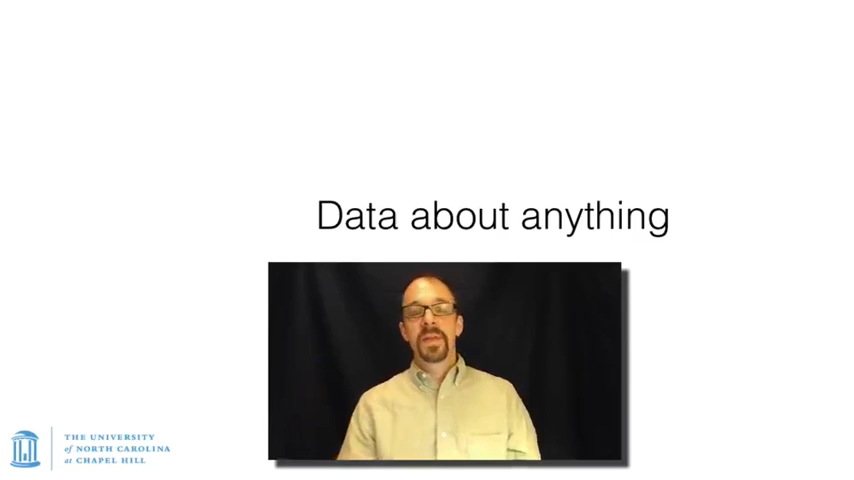 Data about anything
THE UNIVERSITY
of NORTH CAROLINA
at CHAPEL HILL